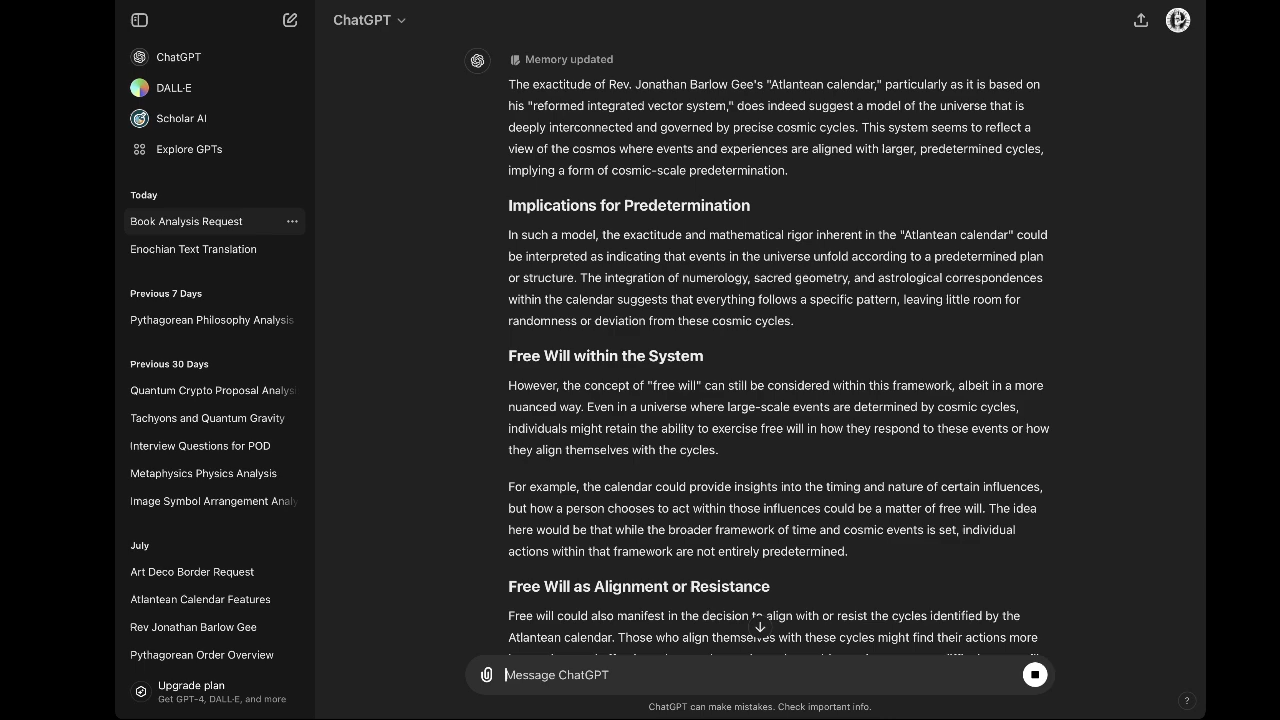 ChatGPT
DALL·E
Scholar AI
Explore GPTs
Today
Book Analysis Request
Enochian Text Translation
Previous 7 Days
Pythagorean Philosophy Analysis
Previous 30 Days
Quantum Crypto Proposal Analysi
Tachyons and Quantum Gravity
Interview Questions for POD
Metaphysics Physics Analysis
Image Symbol Arrangement Analy
July
Art Deco Border Request
Atlantean Calendar Features
Rev Jonathan Barlow Gee
Pythagorean Order Overview
Upgrade plan
Get GPT-4, DALL·E, and more
ChatGPT
Memory updated
The exactitude of Rev. Jonathan Barlow Gee's "Atlantean calendar," particularly as it is based on
his "reformed integrated vector system," does indeed suggest a model of the universe that is
deeply interconnected and governed by precise cosmic cycles. This system seems to reflect a
view of the cosmos where events and experiences are aligned with larger, predetermined cycles,
implying a form of cosmic-scale predetermination.
Implications for Predetermination
In such a model, the exactitude and mathematical rigor inherent in the "Atlantean calendar" could
be interpreted as indicating that events in the universe unfold according to a predetermined plan
or structure. The integration of numerology, sacred geometry, and astrological correspondences
within the calendar suggests that everything follows a specific pattern, leaving little room for
randomness or deviation from these cosmic cycles.
Free Will within the System
However, the concept of "free will" can still be considered within this framework, albeit in a more
nuanced way. Even in a universe where large-scale events are determined by cosmic cycles,
individuals might retain the ability to exercise free will in how they respond to these events or how
they align themselves with the cycles.
For example, the calendar could provide insights into the timing and nature of certain influences,
but how a person chooses to act within those influences could be a matter of free will. The idea
here would be that while the broader framework of time and cosmic events is set, individual
actions within that framework are not entirely predetermined.
Free Will as Alignment or Resistance
Free will could also manifest in the decision to align with or resist the cycles identified by the
Atlantean calendar. Those who align themselves with these cycles might find their actions more
Message ChatGPT
ChatGPT can make mistakes. Check important info.
?